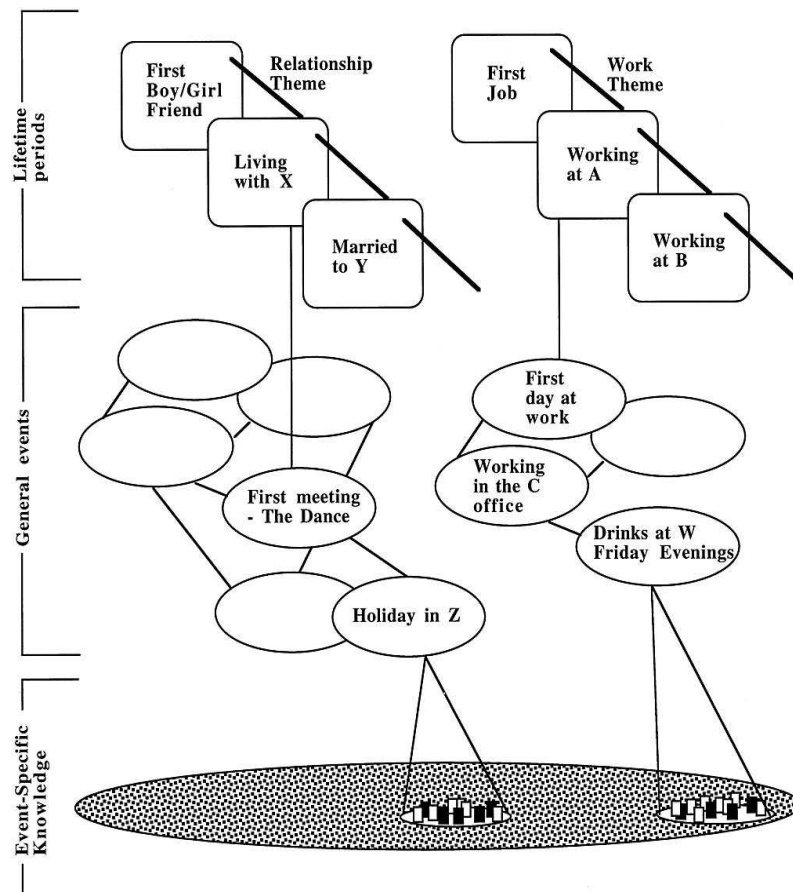 Lifetime
periods
First
Boy/Girl
Friend
Relationship
Theme
Living
with X
Married
to Y
First
Job
Work
Theme
Working
at A
Working
at B
General events
First meeting
- The Dance
Holiday in Z
First
day at
work
Working
in the C
office
Drinks at W
Friday Evenings
Event-Specific
Knowledge